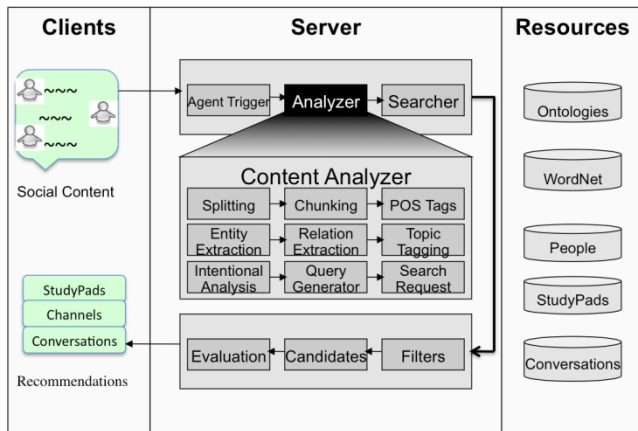 Clients
Server
Resources
~~~
~~~
~~~
Social Content
Agent Trigger
Analyzer
Searcher
Content Analyzer
Splitting
Chunking
POS Tags
Entity
Extraction
Relation
Extraction
Topic
Tagging
Intentional
Analysis
Query
Generator
Search
Request
StudyPads
Channels
Conversations
Recommendations
Evaluation
Candidates
Filters
Ontologies
WordNet
People
StudyPads
Conversations